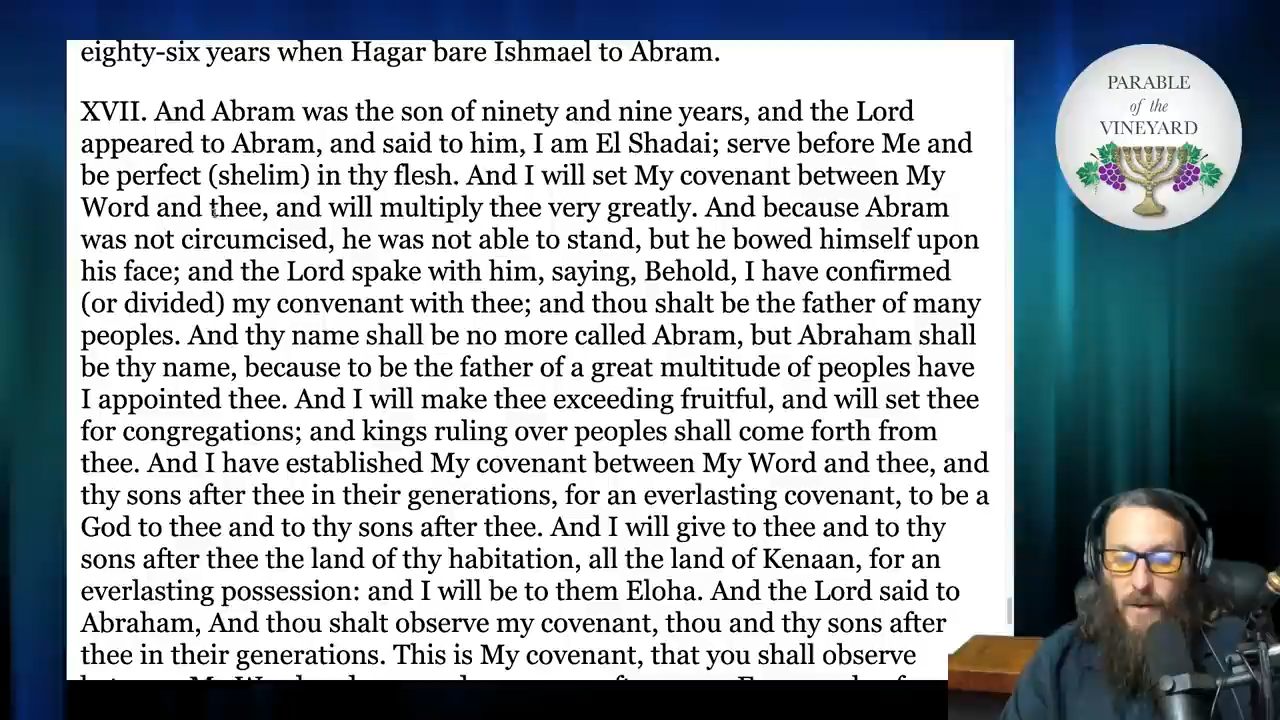 eighty-six years when Hagar bare Ishmael to Abram.
XVII. And Abram was the son of ninety and nine years, and the Lord
appeared to Abram, and said to him, I am El Shadai; serve before Me and
be perfect (shelim) in thy flesh. And I will set My covenant between My
Word and thee, and will multiply thee very greatly. And because Abram
was not circumcised, he was not able to stand, but he bowed himself upon
his face; and the Lord spake with him, saying, Behold, I have confirmed
(or divided) my convenant with thee; and thou shalt be the father of many
peoples. And thy name shall be no more called Abram, but Abraham shall
be thy name, because to be the father of a great multitude of peoples have
I appointed thee. And I will make thee exceeding fruitful, and will set thee
for congregations; and kings ruling over peoples shall come forth from
thee. And I have established My covenant between My Word and thee, and
thy sons after thee in their generations, for an everlasting covenant, to be a
God to thee and to thy sons after thee. And I will give to thee and to thy
sons after thee the land of thy habitation, all the land of Kenaan, for an
everlasting possession: and I will be to them Eloha. And the Lord said to
Abraham, And thou shalt observe my covenant, thou and thy sons after
thee in their generations. This is My covenant, that you shall observe
PARABLE
of the
VINEYARD